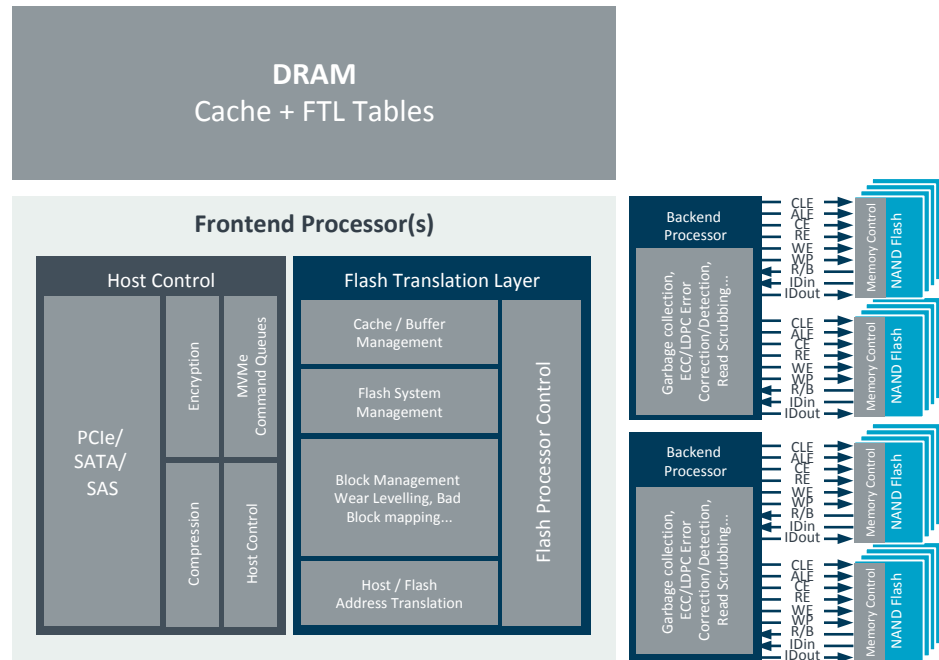 DRAM
Cache + FTL Tables
Frontend Processor(s)
Host Control
PCIe/
SATA/
SAS
Encryption
MVMe
Command Queues
Compression
Host Control
Flash Translation Layer
Cache / Buffer
Management
Flash System
Management
Block Management
Wear Levelling, Bad
Block mapping...
Host / Flash
Address Translation
Flash Processor Control
Backend
Processor
Garbage collection,
ECC/LDPC Error
Correction/Detection,
Read Scrubbing...
CLE
ALE
CE
RE
WE
WP
R/B
IDin
IDout
Memory Control
NAND Flash
CLE
ALE
CE
RE
WE
WP
R/B
IDin
IDout
Memory Control
NAND Flash
Backend
Processor
Garbage collection,
ECC/LDPC Error
Correction/Detection,
Read Scrubbing...
CLE
ALE
CE
RE
WE
WP
R/B
IDin
IDout
Memory Control
NAND Flash
CLE
ALE
CE
RE
WE
WP
R/B
IDin
IDout
Memory Control
NAND Flash